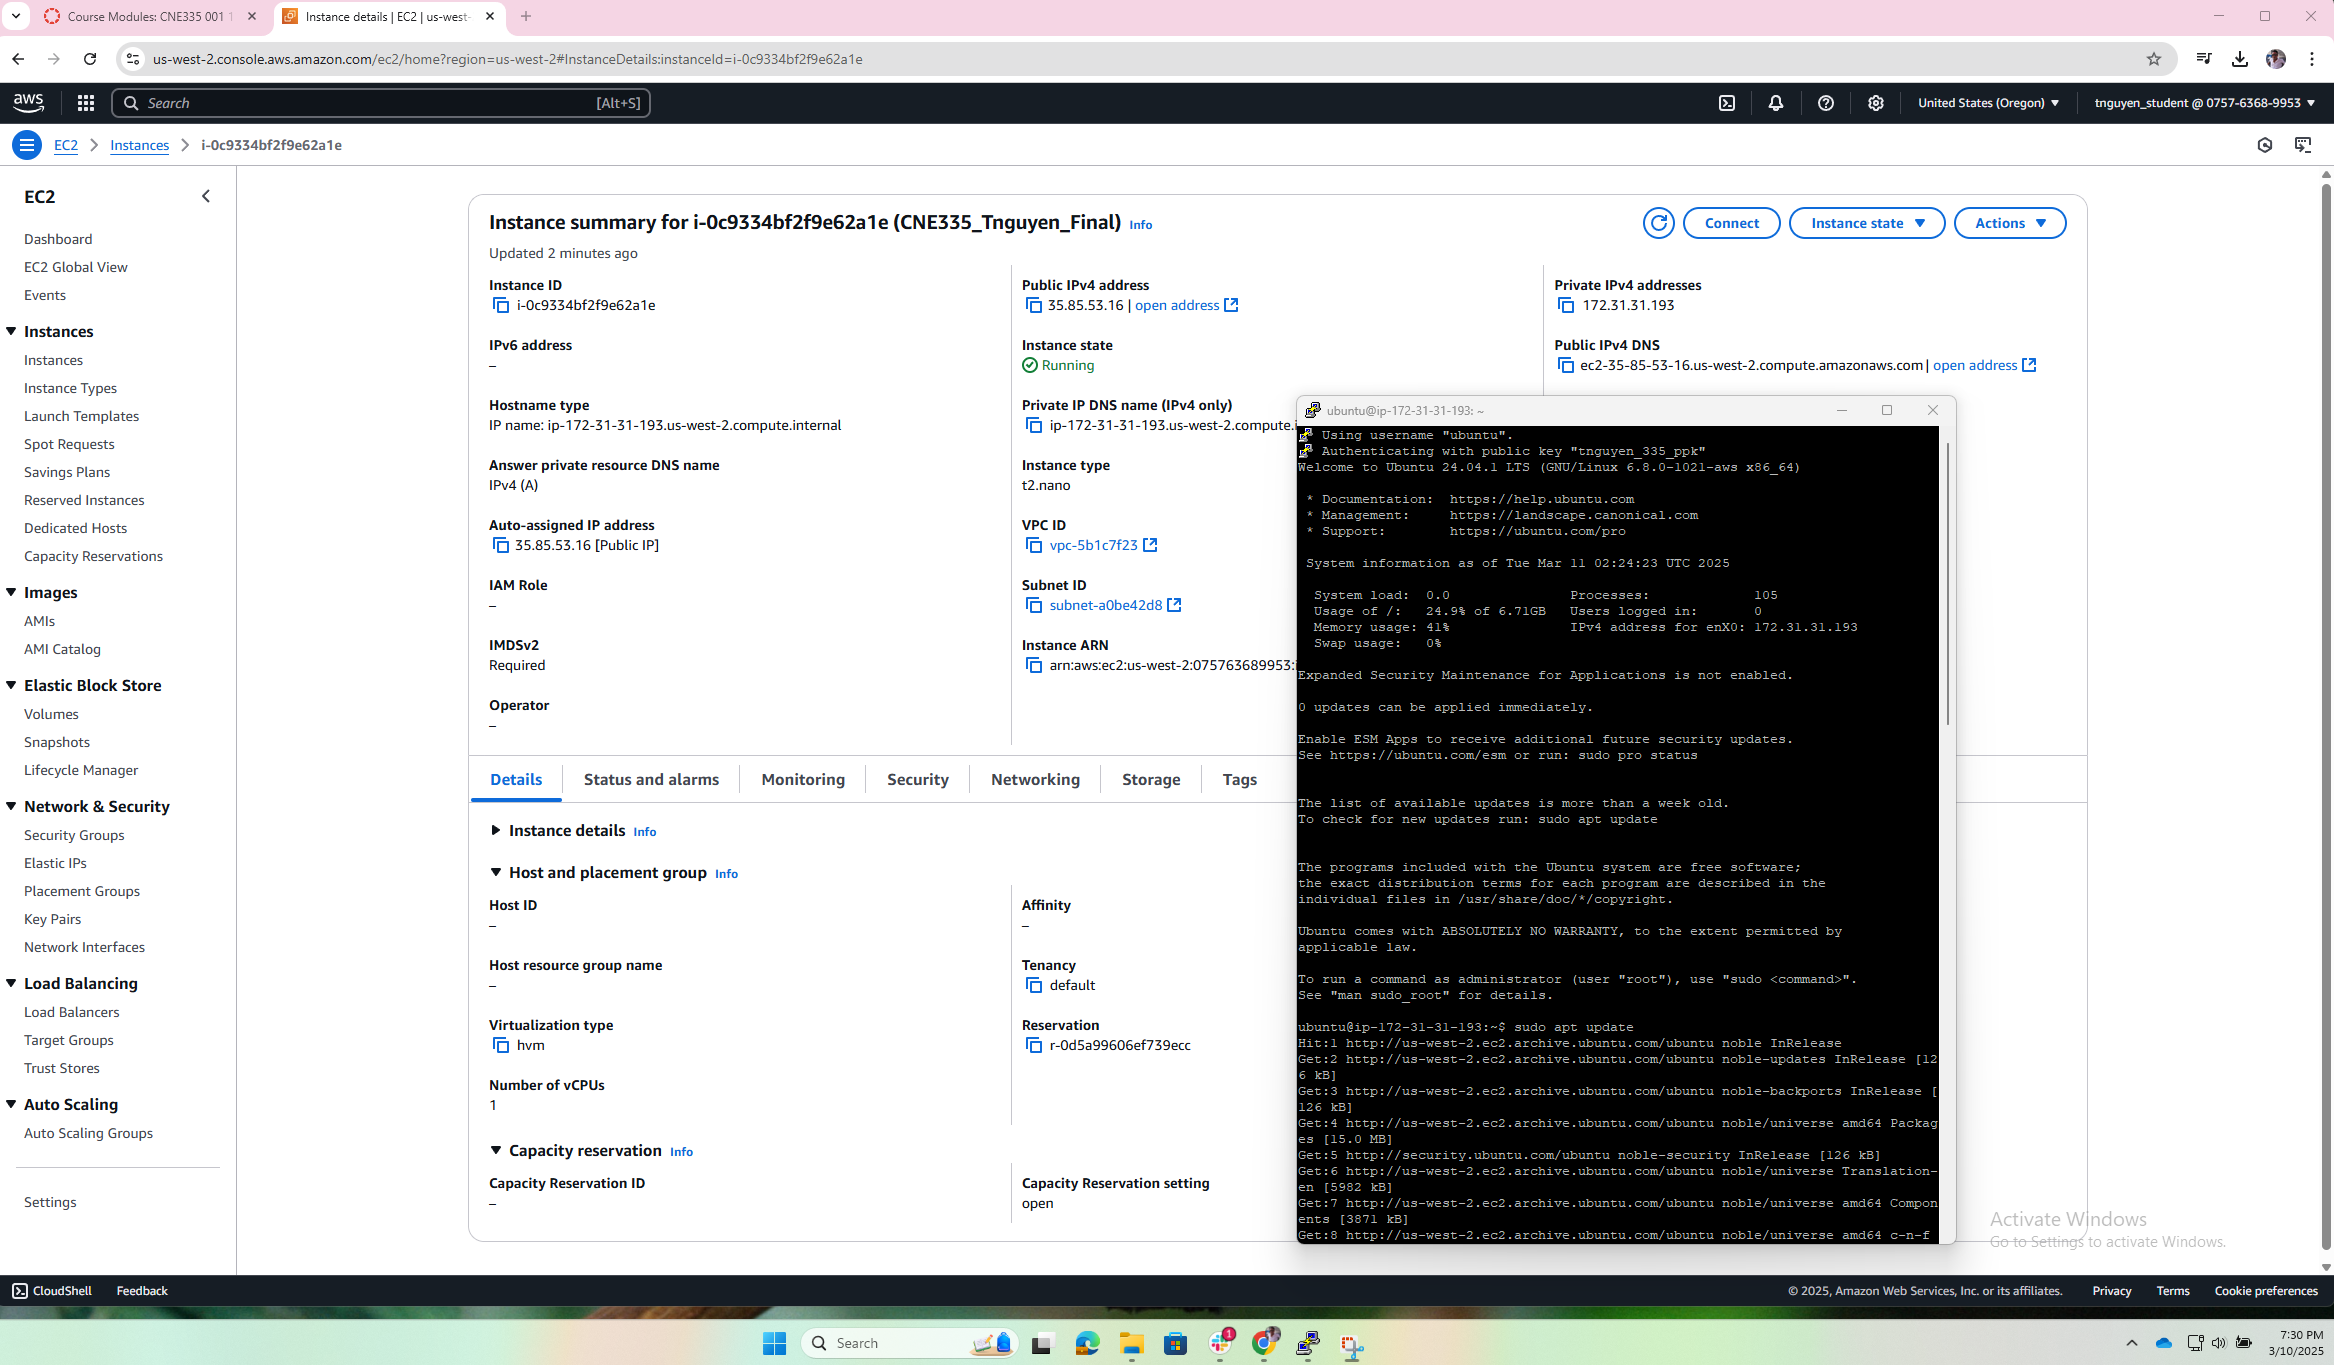 Course Modules: CNE335 001
Instance details | EC2 | us-west-
us-west-2.console.aws.amazon.com/ec2/home?region=us-west-2#InstanceDetails:instanceId=i-0c9334bf2f9e62a1e
aws
Search
[Alt+S]
United States (Oregon)
tnguyen_student @ 0757-6368-9953
EC2
Instances
i-0c9334bf2f9e62a1e
EC2
Dashboard
EC2 Global View
Events
Instances
Instances
Instance Types
Launch Templates
Spot Requests
Savings Plans
Reserved Instances
Dedicated Hosts
Capacity Reservations
Images
AMIs
AMI Catalog
Elastic Block Store
Volumes
Snapshots
Lifecycle Manager
Network & Security
Security Groups
Elastic IPs
Placement Groups
Key Pairs
Network Interfaces
Load Balancing
Load Balancers
Target Groups
Trust Stores
Auto Scaling
Auto Scaling Groups
Settings
Instance summary for i-0c9334bf2f9e62a1e (CNE335_Tnguyen_Final) Info
Updated 2 minutes ago
Connect
Instance state
Actions
Instance ID
i-0c9334bf2f9e62a1e
IPv6 address
–
Hostname type
IP name: ip-172-31-31-193.us-west-2.compute.internal
Answer private resource DNS name
IPv4 (A)
Auto-assigned IP address
35.85.53.16 [Public IP]
IAM Role
–
IMDSv2
Required
Operator
–
Public IPv4 address
35.85.53.16 | open address
Instance state
Running
Private IP DNS name (IPv4 only)
ip-172-31-31-193.us-west-2.compute.
Instance type
t2.nano
VPC ID
vpc-5b1c7f23
Subnet ID
subnet-a0be42d8
Instance ARN
arn:aws:ec2:us-west-2:075763689953:
Private IPv4 addresses
172.31.31.193
Public IPv4 DNS
ec2-35-85-53-16.us-west-2.compute.amazonaws.com | open address
Details
Status and alarms
Monitoring
Security
Networking
Storage
Tags
Instance details Info
Host and placement group Info
Host ID
–
Host resource group name
–
Virtualization type
hvm
Number of vCPUs
1
Affinity
–
Tenancy
default
Reservation
r-0d5a99606ef739ecc
Capacity reservation Info
Capacity Reservation ID
–
Capacity Reservation setting
open
ubuntu@ip-172-31-31-193: ~
Using username "ubuntu".
Authenticating with public key "tnguyen_335_ppk"
Welcome to Ubuntu 24.04.1 LTS (GNU/Linux 6.8.0-1021-aws x86_64)
* Documentation: https://help.ubuntu.com
* Management: https://landscape.canonical.com
* Support: https://ubuntu.com/pro
System information as of Tue Mar 11 02:24:23 UTC 2025
System load: 0.0 Processes: 105
Usage of /: 24.9% of 6.71GB Users logged in: 0
Memory usage: 41% IPv4 address for enX0: 172.31.31.193
Swap usage: 0%
Expanded Security Maintenance for Applications is not enabled.
0 updates can be applied immediately.
Enable ESM Apps to receive additional future security updates.
See https://ubuntu.com/esm or run: sudo pro status
The list of available updates is more than a week old.
To check for new updates run: sudo apt update
The programs included with the Ubuntu system are free software;
the exact distribution terms for each program are described in the
individual files in /usr/share/doc/*/copyright.
Ubuntu comes with ABSOLUTELY NO WARRANTY, to the extent permitted by
applicable law.
To run a command as administrator (user "root"), use "sudo <command>".
See "man sudo_root" for details.
ubuntu@ip-172-31-31-193:~$ sudo apt update
Hit:1 http://us-west-2.ec2.archive.ubuntu.com/ubuntu noble InRelease
Get:2 http://us-west-2.ec2.archive.ubuntu.com/ubuntu noble-updates InRelease [12
6 kB]
Get:3 http://us-west-2.ec2.archive.ubuntu.com/ubuntu noble-backports InRelease [
126 kB]
Get:4 http://us-west-2.ec2.archive.ubuntu.com/ubuntu noble/universe amd64 Packag
es [15.0 MB]
Get:5 http://security.ubuntu.com/ubuntu noble-security InRelease [126 kB]
Get:6 http://us-west-2.ec2.archive.ubuntu.com/ubuntu noble/universe Translation-
en [5982 kB]
Get:7 http://us-west-2.ec2.archive.ubuntu.com/ubuntu noble/universe amd64 Compon
ents [3871 kB]
Get:8 http://us-west-2.ec2.archive.ubuntu.com/ubuntu noble/universe amd64 c-n-f
Activate Windows
Go to Settings to activate Windows.
CloudShell
Feedback
© 2025, Amazon Web Services, Inc. or its affiliates.
Privacy
Terms
Cookie preferences
Search
1
7:30 PM
3/10/2025